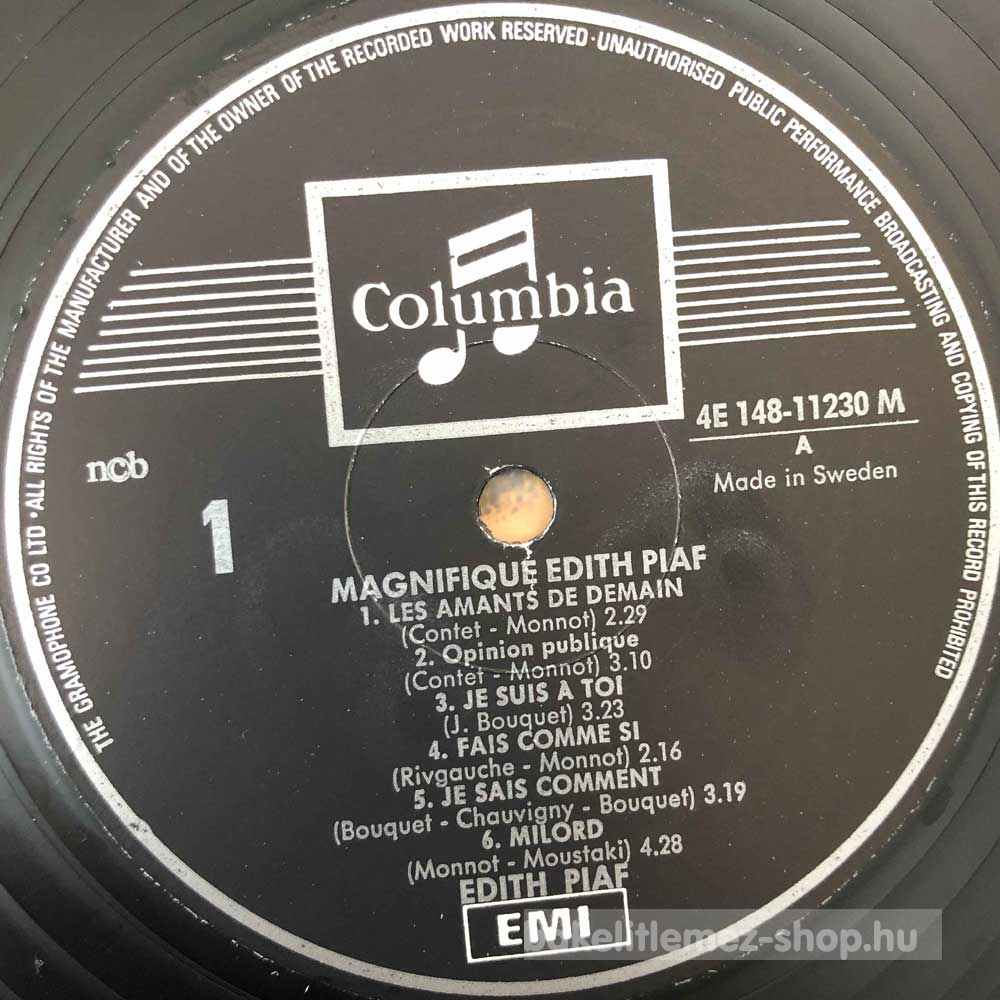 THE GRAMOPHONE CO LTD · ALL RIGHTS OF THE MANUFACTURER AND OF THE OWNER OF THE RECORDED WORK RESERVED · UNAUTHORISED PUBLIC PERFORMANCE BROADCASTING AND COPYING OF THIS RECORD PROHIBITED
Columbia
4E 148-11230 M
A
Made in Sweden
ncb
1
MAGNIFIQUE EDITH PIAF
1. LES AMANTS DE DEMAIN
(Contet - Monnot) 2.29
2. Opinion publique
(Contet - Monnot) 3.10
3. JE SUIS A TOI
(J. Bouquet) 3.23
4. FAIS COMME SI
(Rivgauche - Monnot) 2.16
5. JE SAIS COMMENT
(Bouquet - Chauvigny - Bouquet) 3.19
6. MILORD
(Monnot - Moustaki) 4.28
EDITH PIAF
EMI
bakelitlemez-shop.hu